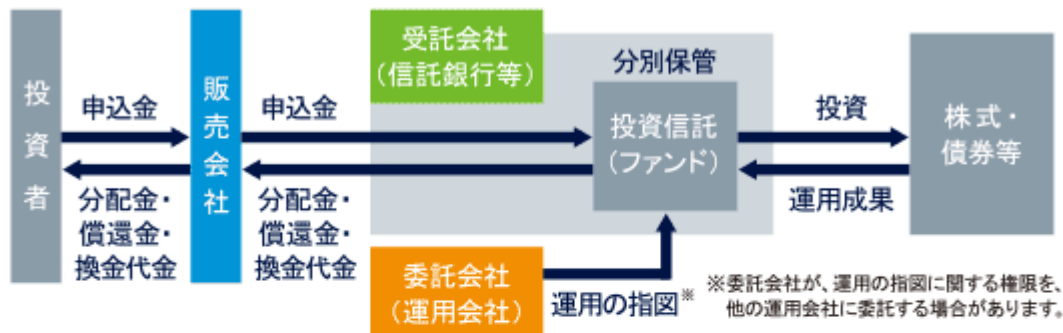 投資者
申込金
分配金・
償還金・
換金代金
販売会社
申込金
分配金・
償還金・
換金代金
受託会社
（信託銀行等）
分別保管
投資信託
（ファンド）
委託会社
（運用会社）
運用の指図※
投資
運用成果
株式・
債券等
※委託会社が、運用の指図に関する権限を、
他の運用会社に委託する場合があります。